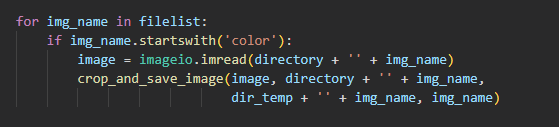 for img_name in filelist:
    if img_name.startswith('color'):
        image = imageio.imread(directory + '' + img_name)
        crop_and_save_image(image, directory + '' + img_name,
                            dir_temp + '' + img_name, img_name)